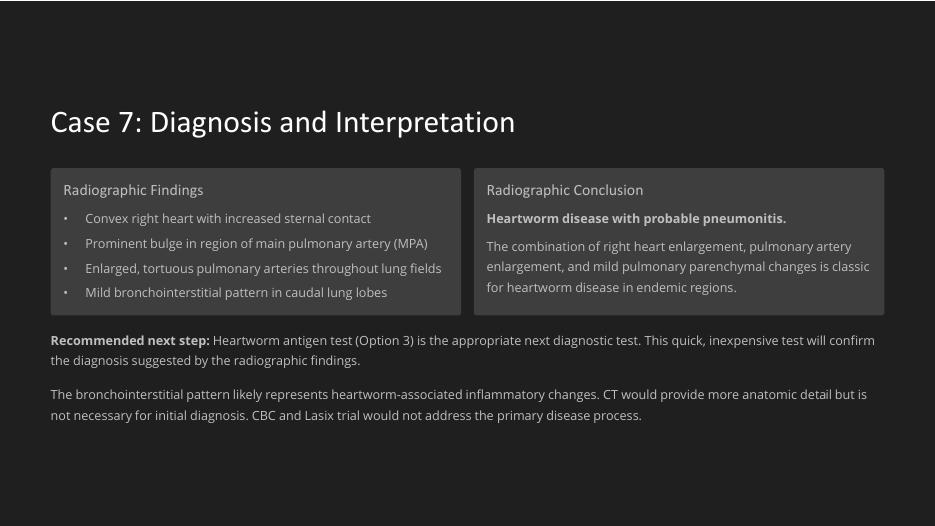 Case 7: Diagnosis and Interpretation
Radiographic Findings
• Convex right heart with increased sternal contact
• Prominent bulge in region of main pulmonary artery (MPA)
• Enlarged, tortuous pulmonary arteries throughout lung fields
• Mild bronchointerstitial pattern in caudal lung lobes
Radiographic Conclusion
Heartworm disease with probable pneumonitis.
The combination of right heart enlargement, pulmonary artery
enlargement, and mild pulmonary parenchymal changes is classic
for heartworm disease in endemic regions.
Recommended next step: Heartworm antigen test (Option 3) is the appropriate next diagnostic test. This quick, inexpensive test will confirm
the diagnosis suggested by the radiographic findings.
The bronchointerstitial pattern likely represents heartworm-associated inflammatory changes. CT would provide more anatomic detail but is
not necessary for initial diagnosis. CBC and Lasix trial would not address the primary disease process.